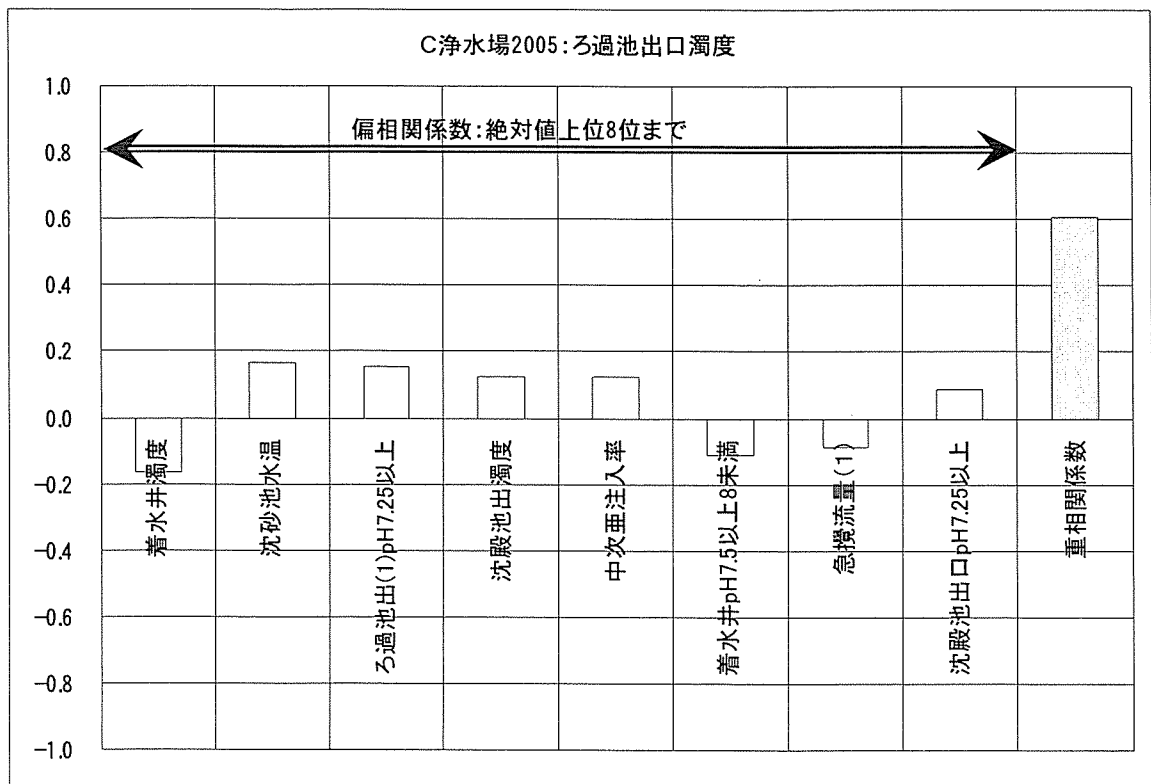 C浄水場2005:ろ過池出口濁度
偏相関係数:絶対値上位8位まで
1.0
0.8
0.6
0.4
0.2
0.0
-0.2
-0.4
-0.6
-0.8
-1.0
着水井濁度
沈砂池水温
ろ過池出(1)pH7.25以上
沈殿池出濁度
中次亜注入率
着水井pH7.5以上8未満
急攪流量(1)
沈殿池出口pH7.25以上
重相関係数